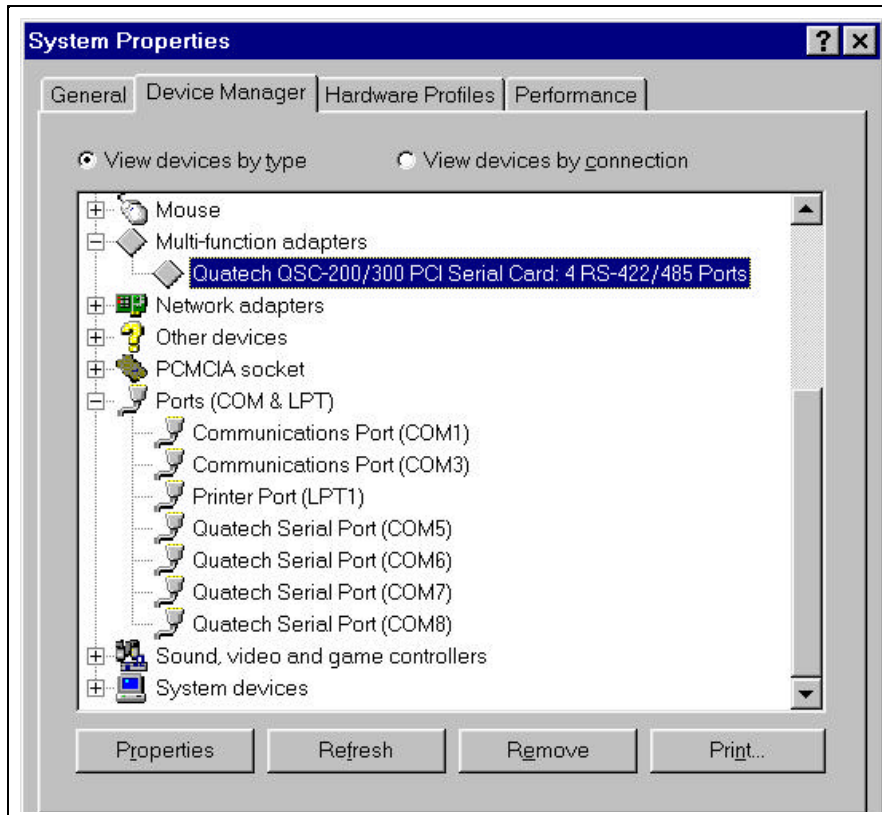 System Properties
General Device Manager Hardware Profiles Performance
View devices by type View devices by connection
Mouse
Multi-function adapters
Quatech QSC-200/300 PCI Serial Card: 4 RS-422/485 Ports
Network adapters
Other devices
PCMCIA socket
Ports (COM & LPT)
Communications Port (COM1)
Communications Port (COM3)
Printer Port (LPT1)
Quatech Serial Port (COM5)
Quatech Serial Port (COM6)
Quatech Serial Port (COM7)
Quatech Serial Port (COM8)
Sound, video and game controllers
System devices
Properties Refresh Remove Print...